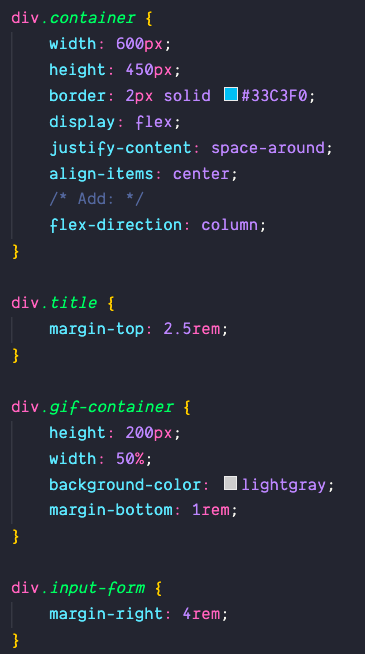 div.container {
width: 600px;
height: 450px;
border: 2px solid #33C3F0;
display: flex;
justify-content: space-around;
align-items: center;
/* Add: */
flex-direction: column;
}
div.title {
margin-top: 2.5rem;
}
div.gif-container {
height: 200px;
width: 50%;
background-color: lightgray;
margin-bottom: 1rem;
}
div.input-form {
margin-right: 4rem;
}